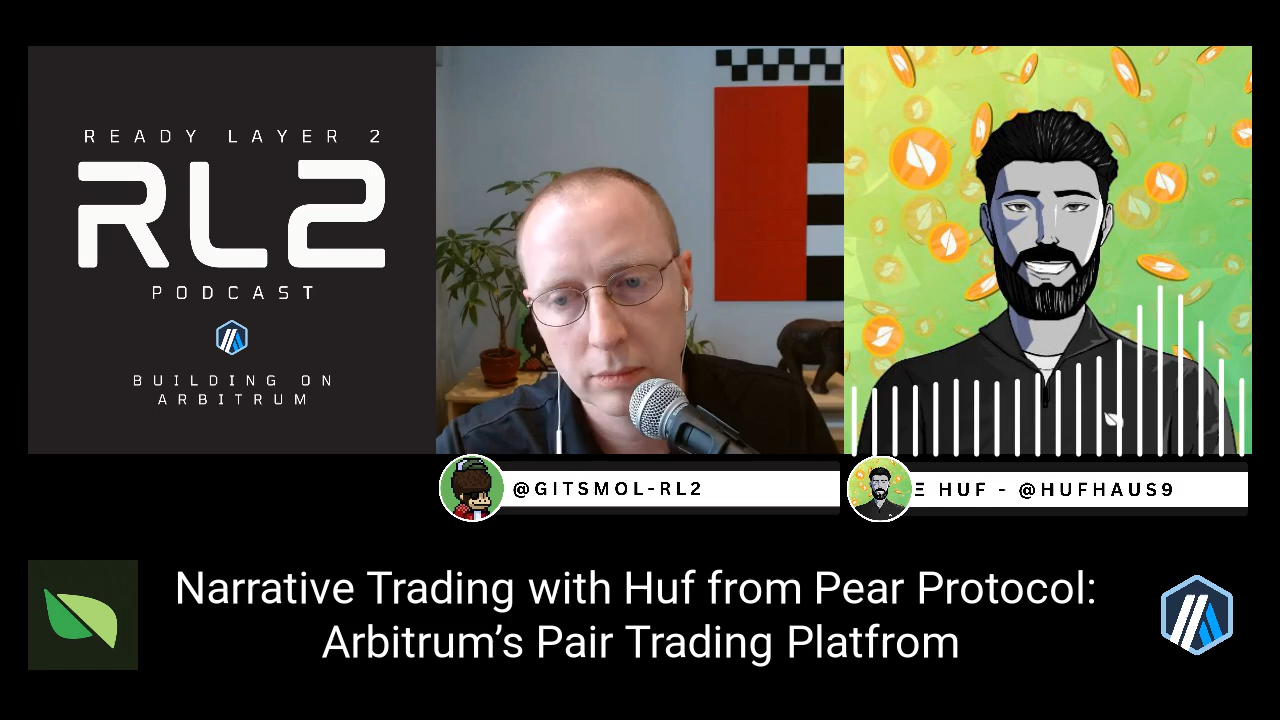 READY LAYER 2
RL2
PODCAST
BUILDING ON
ARBITRUM
@GITSMOL-RL2
HUF - @HUFHAUS9
Narrative Trading with Huf from Pear Protocol:
Arbitrum’s Pair Trading Platfrom